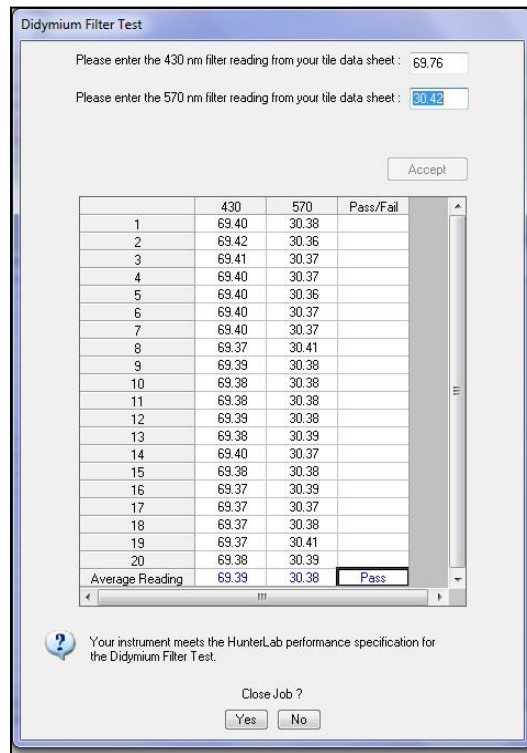 Didymium Filter Test
Please enter the 430 nm filter reading from your tile data sheet : 69.76
Please enter the 570 nm filter reading from your tile data sheet : 30.42
Accept
430 570 Pass/Fail
1 69.40 30.38
2 69.42 30.36
3 69.41 30.37
4 69.40 30.37
5 69.40 30.36
6 69.40 30.37
7 69.40 30.37
8 69.37 30.41
9 69.39 30.38
10 69.38 30.38
11 69.38 30.38
12 69.39 30.38
13 69.38 30.39
14 69.40 30.37
15 69.38 30.38
16 69.37 30.39
17 69.37 30.37
18 69.37 30.38
19 69.37 30.41
20 69.38 30.39
Average Reading 69.39 30.38 Pass
Your instrument meets the HunterLab performance specification for
the Didymium Filter Test.
Close Job ?
Yes No